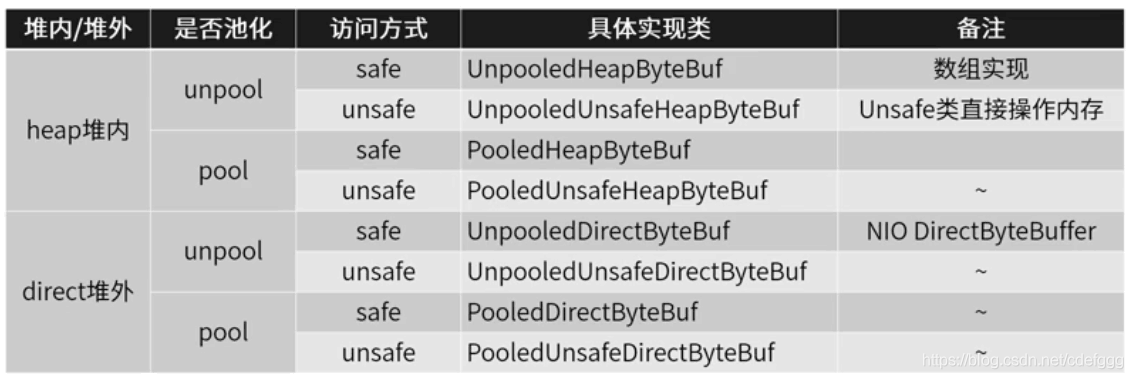 堆内/堆外 是否池化 访问方式 具体实现类 备注
heap堆内 unpool safe UnpooledHeapByteBuf 数组实现
unsafe UnpooledUnsafeHeapByteBuf Unsafe类直接操作内存
pool safe PooledHeapByteBuf
unsafe PooledUnsafeHeapByteBuf ~
direct堆外 unpool safe UnpooledDirectByteBuf NIO DirectByteBuffer
unsafe UnpooledUnsafeDirectByteBuf ~
pool safe PooledDirectByteBuf ~
unsafe PooledUnsafeDirectByteBuf ~
https://blog.csdn.net/cdefggg